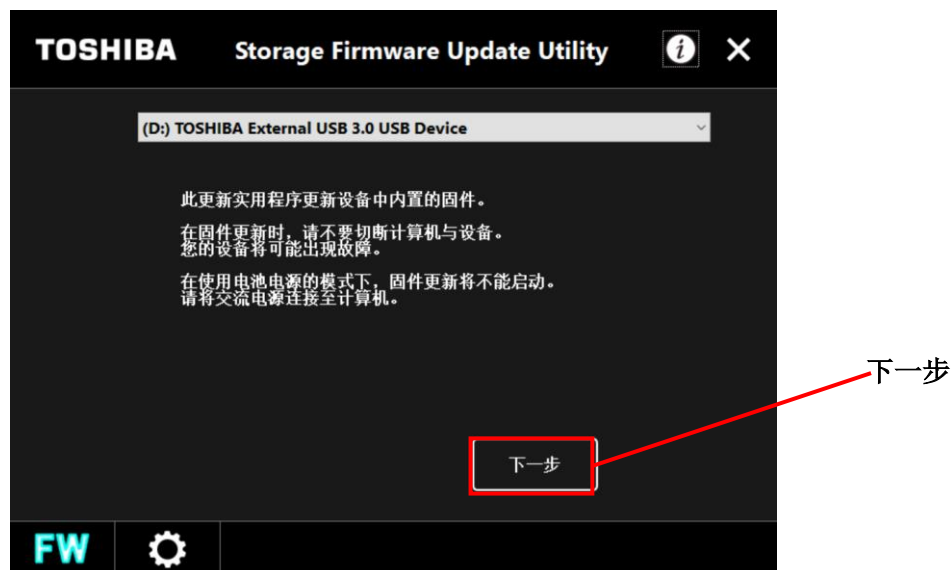 TOSHIBA Storage Firmware Update Utility
(D:) TOSHIBA External USB 3.0 USB Device
此更新实用程序更新设备中内置的固件。
在固件更新时，请不要切断计算机与设备。
您的设备将可能出现故障。
在使用电池电源的模式下，固件更新将不能启动。
请将交流电源连接至计算机。
下一步
下一步
FW